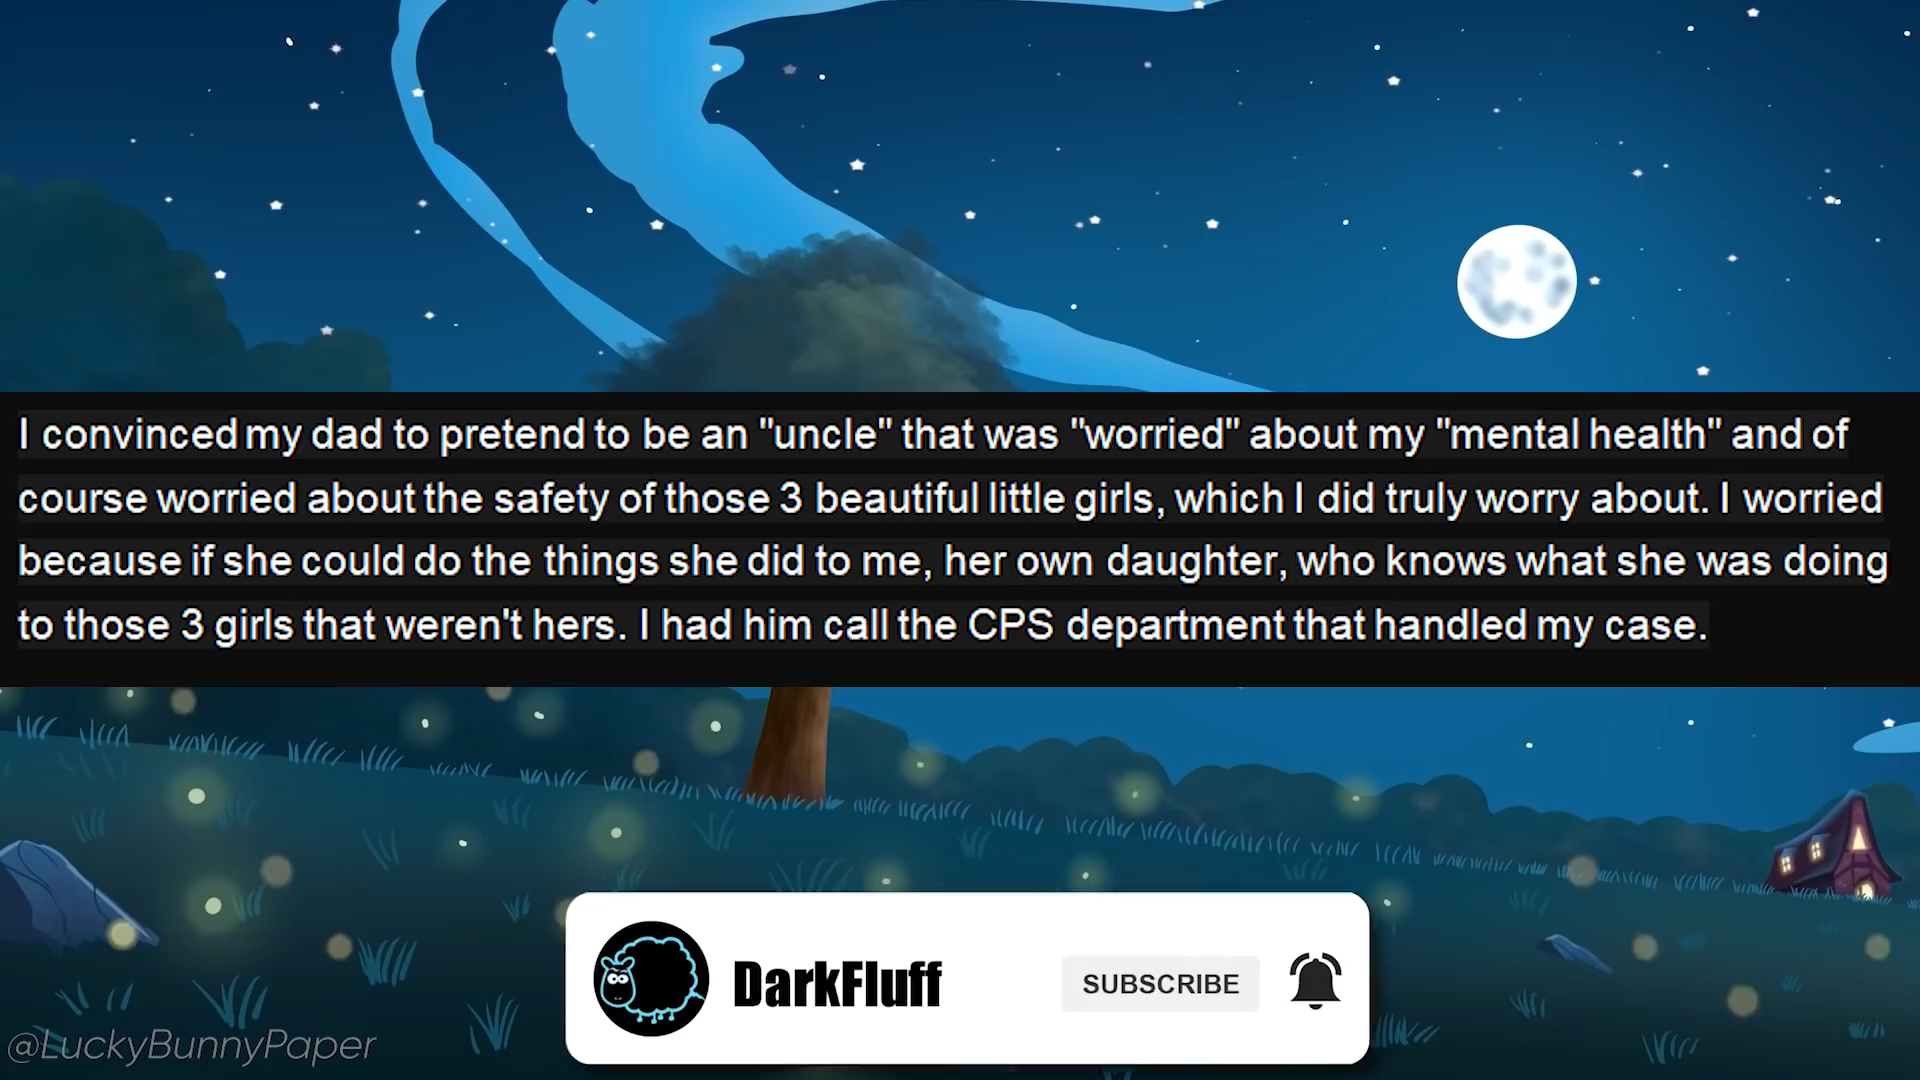 I convinced my dad to pretend to be an "uncle" that was "worried" about my "mental health" and of
course worried about the safety of those 3 beautiful little girls, which I did truly worry about. I worried
because if she could do the things she did to me, her own daughter, who knows what she was doing
to those 3 girls that weren't hers. I had him call the CPS department that handled my case.
DarkFluff
SUBSCRIBE
@LuckyBunnyPaper